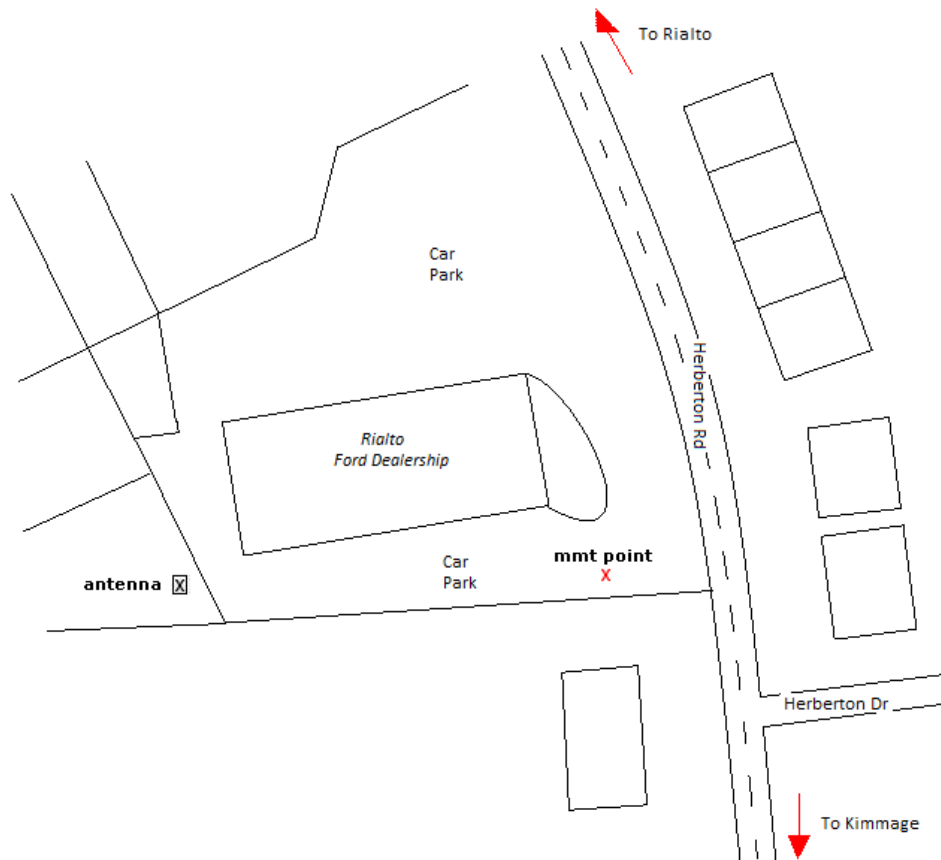 To Rialto
Car
Park
Herberton Rd
Rialto
Ford Dealership
mmt point
x
Car
Park
antenna X
Herberton Dr
To Kimmage